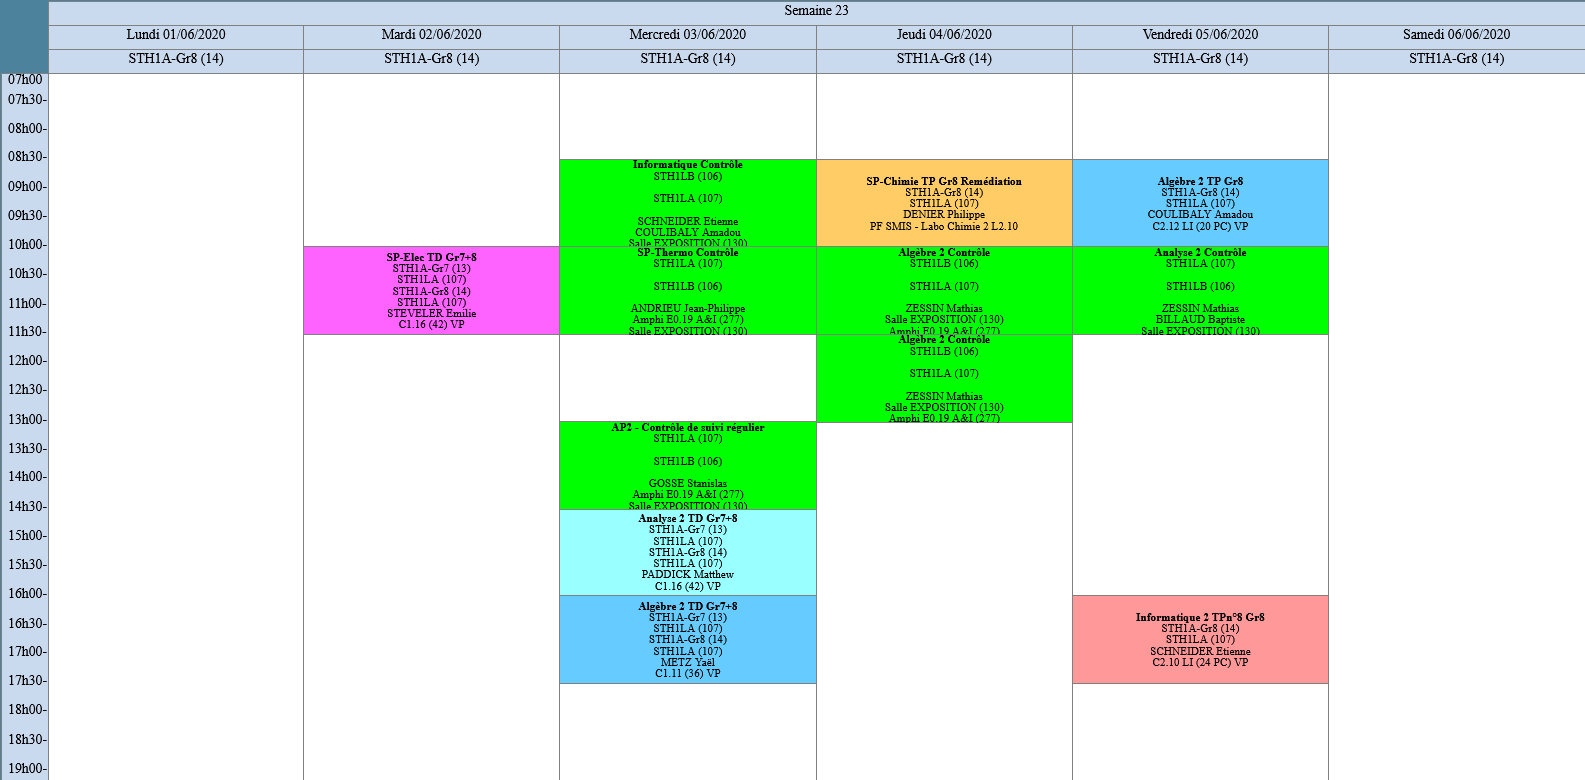 Semaine 23
Lundi 01/06/2020
Mardi 02/06/2020
Mercredi 03/06/2020
Jeudi 04/06/2020
Vendredi 05/06/2020
Samedi 06/06/2020
STH1A-Gr8 (14)
STH1A-Gr8 (14)
STH1A-Gr8 (14)
STH1A-Gr8 (14)
STH1A-Gr8 (14)
STH1A-Gr8 (14)
07h00
07h30-
08h00-
08h30-
09h00-
09h30-
10h00-
10h30-
11h00-
11h30-
12h00-
12h30-
13h00-
13h30-
14h00-
14h30-
15h00-
15h30-
16h00-
16h30-
17h00-
17h30-
18h00-
18h30-
19h00-
SP-Elec TD Gr7+8
STH1A-Gr7 (13)
STH1LA (107)
STH1A-Gr8 (14)
STH1LA (107)
STEVELER Emilie
C1.16 (42) VP
Informatique Contrôle
STH1LB (106)
STH1LA (107)
SCHNEIDER Etienne
COULIBALY Amadou
Salle EXPOSITION (130)
SP-Thermo Contrôle
STH1LA (107)
STH1LB (106)
ANDRIEU Jean-Philippe
Amphi E0.19 A&I (277)
Salle EXPOSITION (130)
AP2 - Contrôle de suivi régulier
STH1LA (107)
STH1LB (106)
GOSSE Stanislas
Amphi E0.19 A&I (277)
Salle EXPOSITION (130)
Analyse 2 TD Gr7+8
STH1A-Gr7 (13)
STH1LA (107)
STH1A-Gr8 (14)
STH1LA (107)
PADDICK Matthew
C1.16 (42) VP
Algèbre 2 TD Gr7+8
STH1A-Gr7 (13)
STH1LA (107)
STH1A-Gr8 (14)
STH1LA (107)
METZ Yaël
C1.11 (36) VP
SP-Chimie TP Gr8 Remédiation
STH1A-Gr8 (14)
STH1LA (107)
DENIER Philippe
PF SMIS - Labo Chimie 2 L2.10
Algèbre 2 Contrôle
STH1LB (106)
STH1LA (107)
ZESSIN Mathias
Salle EXPOSITION (130)
Amphi E0.19 A&I (277)
Algèbre 2 Contrôle
STH1LB (106)
STH1LA (107)
ZESSIN Mathias
Salle EXPOSITION (130)
Amphi E0.19 A&I (277)
Algèbre 2 TP Gr8
STH1A-Gr8 (14)
STH1LA (107)
COULIBALY Amadou
C2.12 LI (20 PC) VP
Analyse 2 Contrôle
STH1LA (107)
STH1LB (106)
ZESSIN Mathias
BILLAUD Baptiste
Salle EXPOSITION (130)
Informatique 2 TPn°8 Gr8
STH1A-Gr8 (14)
STH1LA (107)
SCHNEIDER Etienne
C2.10 LI (24 PC) VP